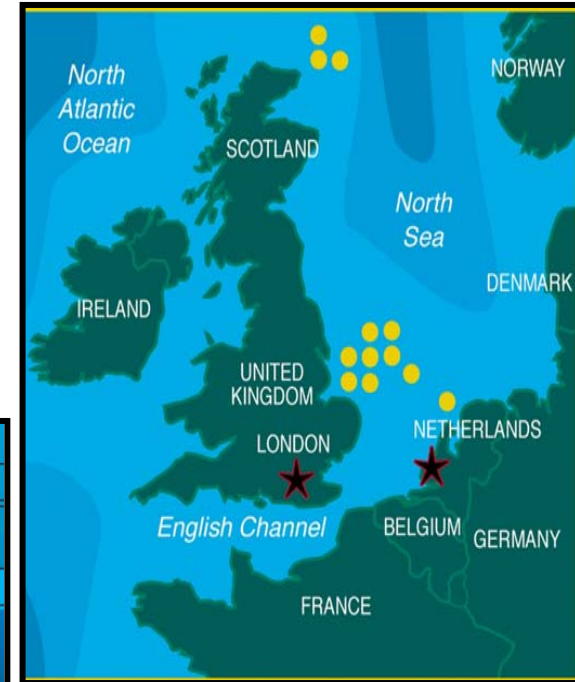 North
Atlantic
Ocean
NORWAY
SCOTLAND
North
Sea
DENMARK
IRELAND
UNITED
KINGDOM
NETHERLANDS
LONDON
English Channel
BELGIUM
GERMANY
FRANCE